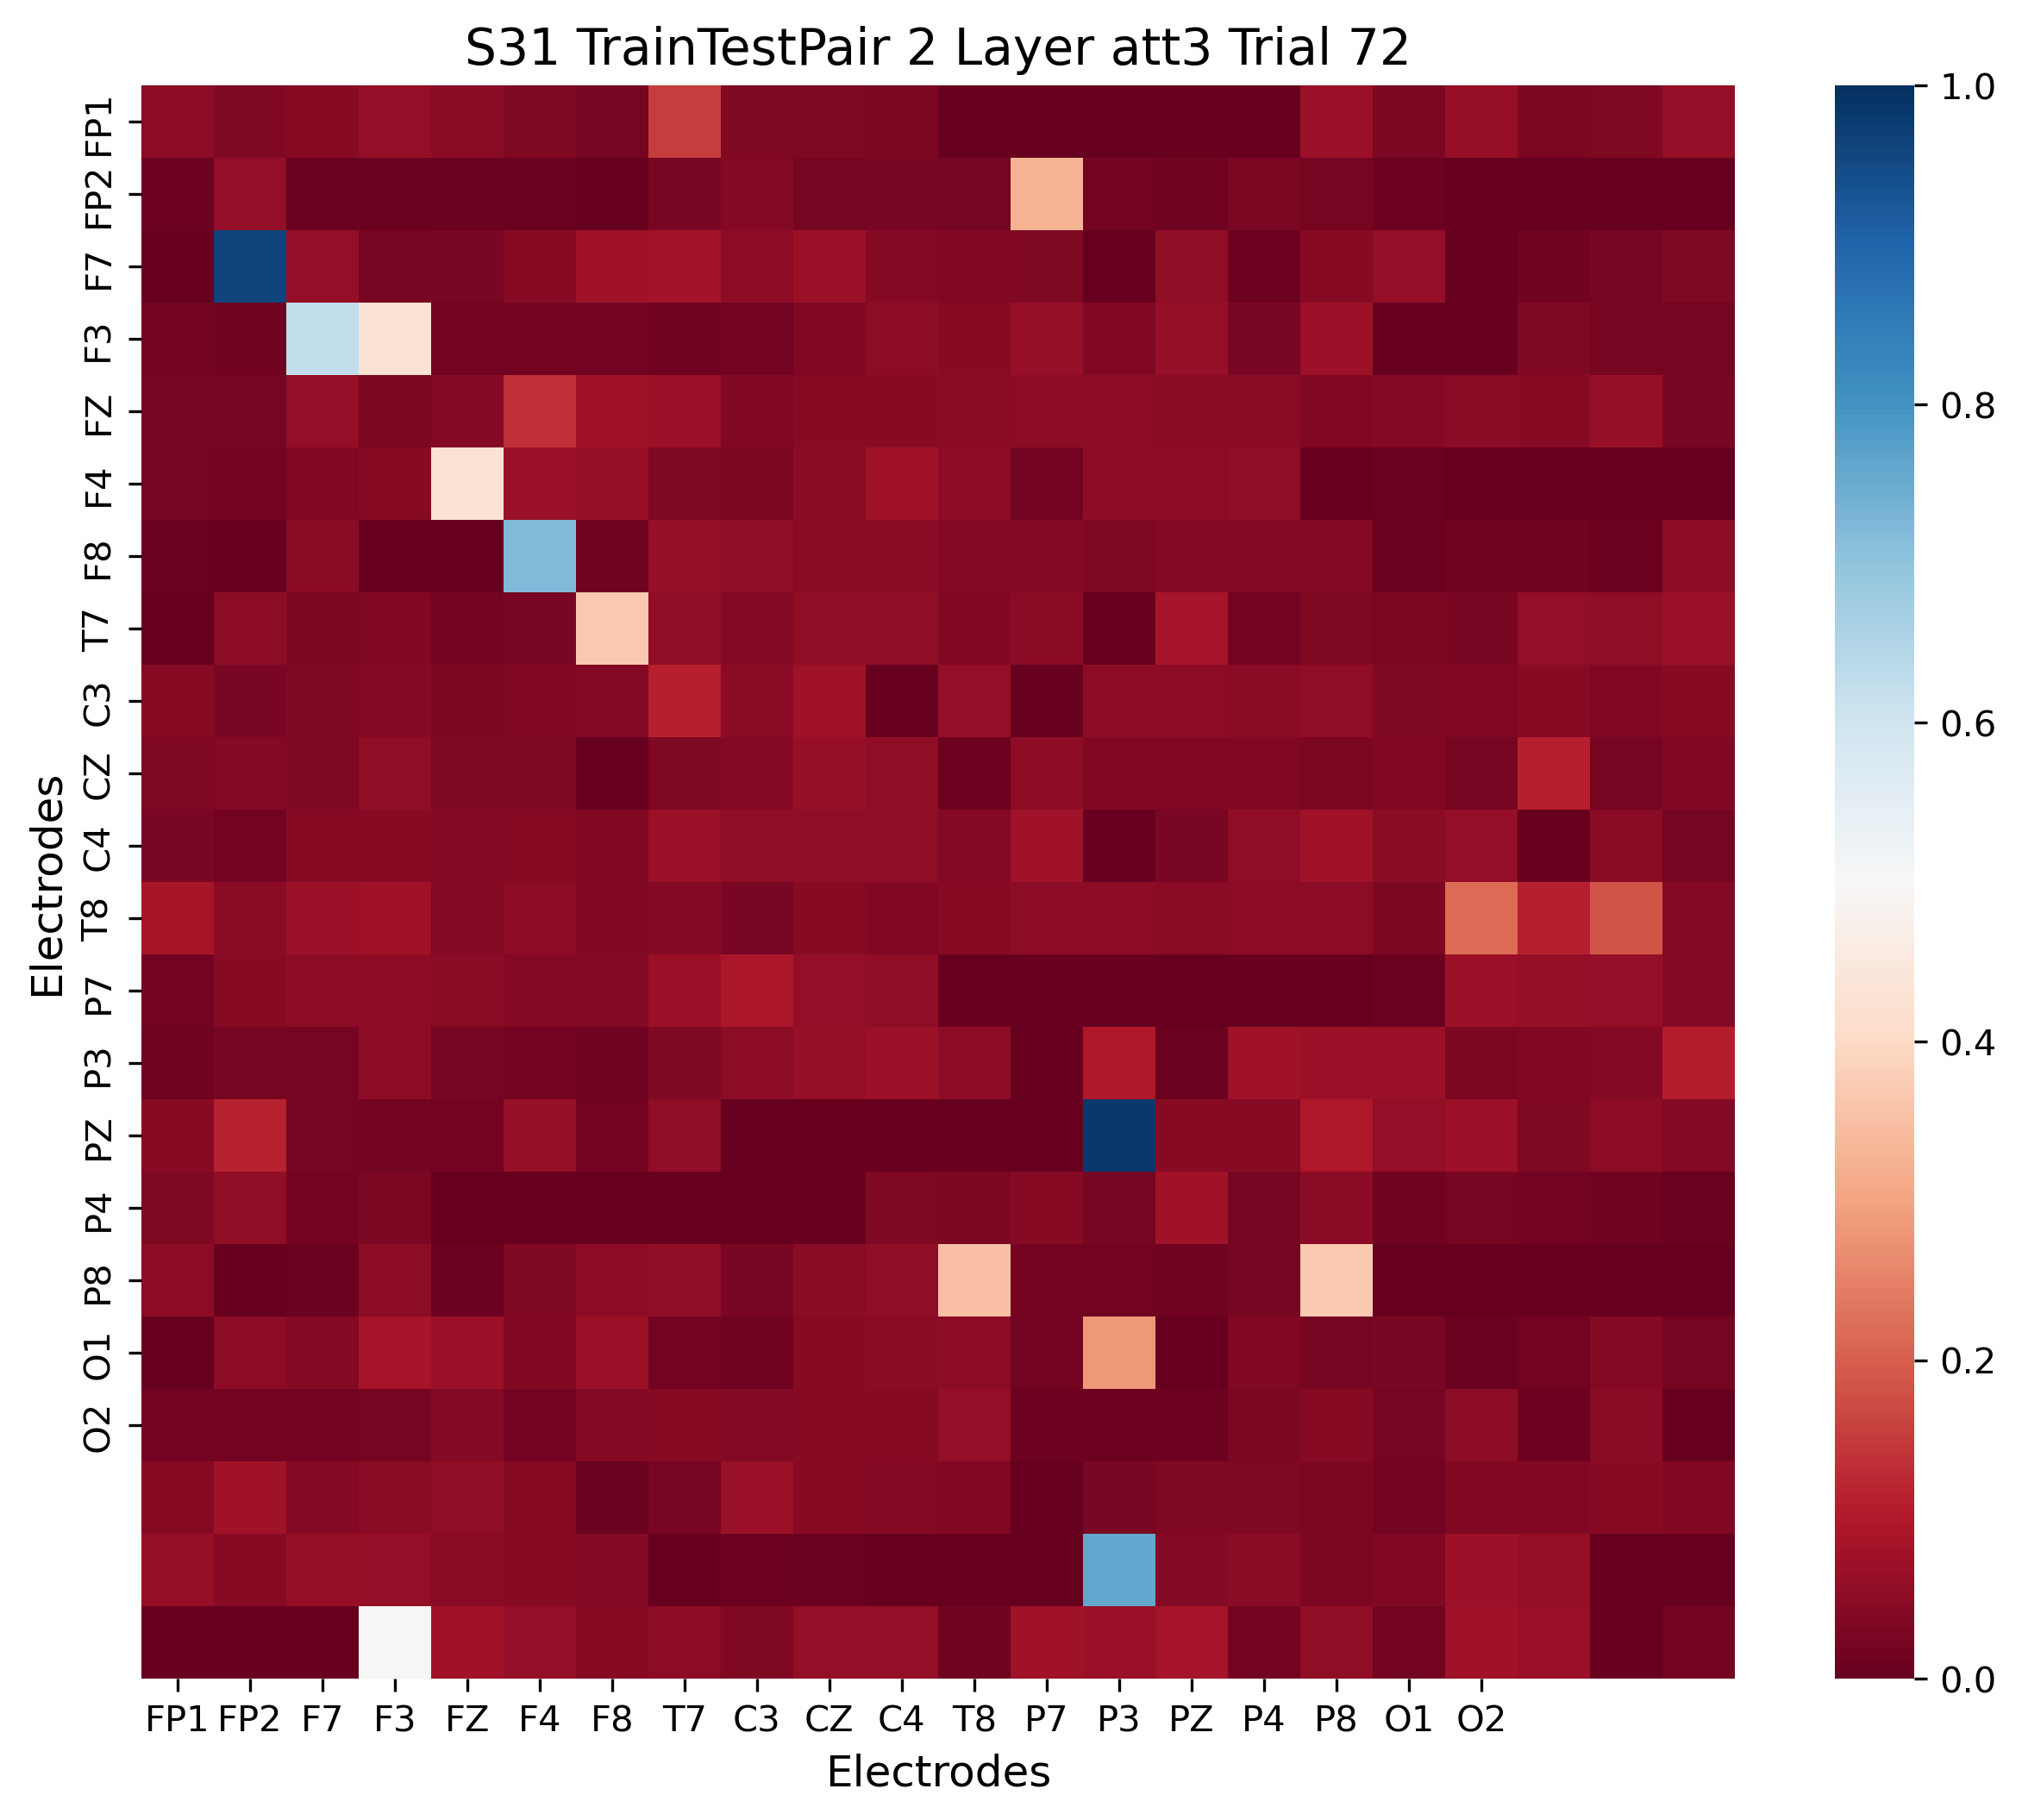 S31 TrainTestPair 2 Layer att3 Trial 72
Electrodes
FP1
FP2
F7
F3
FZ
F4
F8
T7
C3
CZ
C4
T8
P7
P3
PZ
P4
P8
O1
O2
FP1 FP2 F7 F3 FZ F4 F8 T7 C3 CZ C4 T8 P7 P3 PZ P4 P8 O1 O2
Electrodes
1.0
0.8
0.6
0.4
0.2
0.0